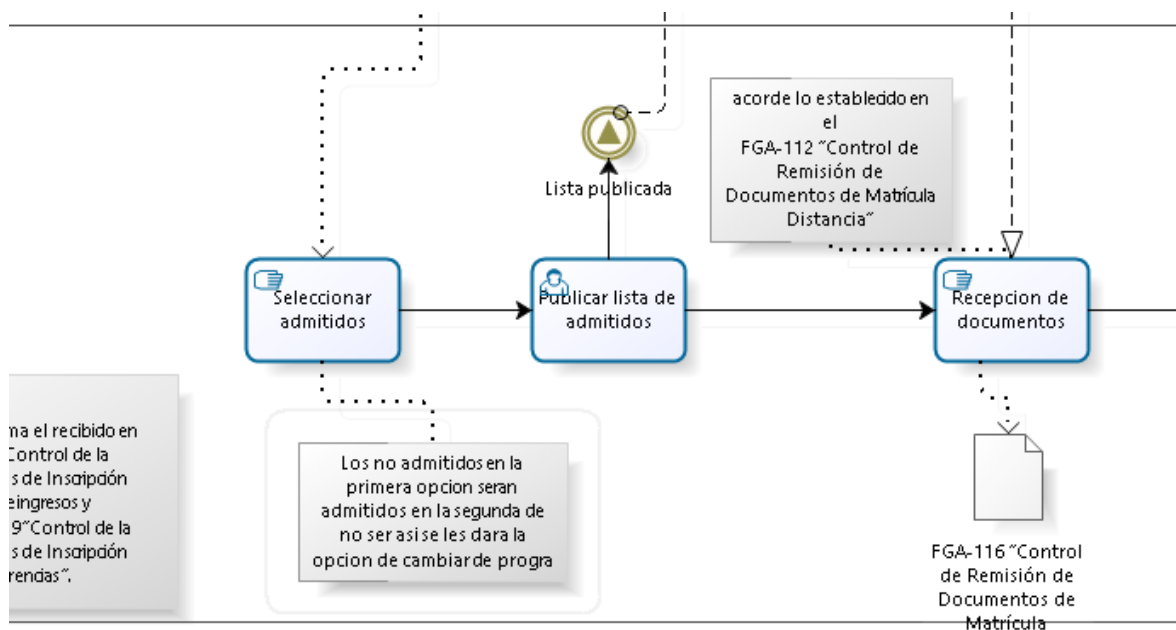 acorde lo establecido en
el
FGA-112 "Control de
Remisión de
Documentos de Matrícula
Distancia"
Lista publicada
Seleccionar
admitidos
Publicar lista de
admitidos
Recepcion de
documentos
ma el recibido en
Control de la
s de Inscripción
eingresos y
9"Control de la
s de Inscripción
rencias".
Los no admitidos en la
primera opcion seran
admitidos en la segunda de
no ser asi se les dara la
opcion de cambiar de progra
FGA-116 "Control
de Remisión de
Documentos de
Matrícula